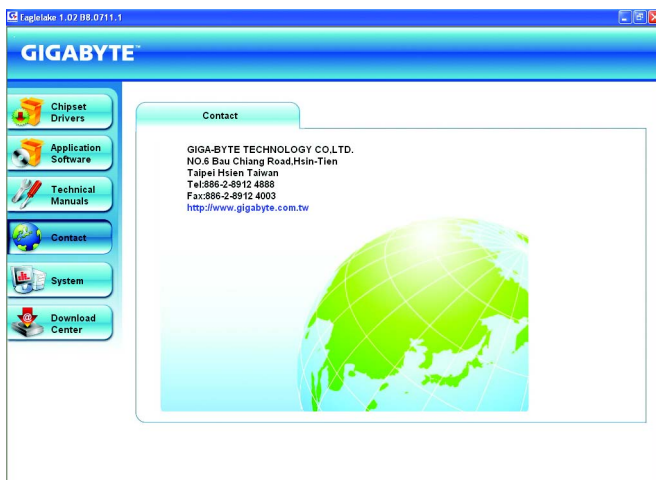 Eaglelake 1.02 B8.0711.1
GIGABYTE™
Chipset
Drivers
Application
Software
Technical
Manuals
Contact
System
Download
Center
Contact
GIGA-BYTE TECHNOLOGY CO,LTD.
NO.6 Bau Chiang Road,Hsin-Tien
Taipei Hsien Taiwan
Tel:886-2-8912 4888
Fax:886-2-8912 4003
http://www.gigabyte.com.tw